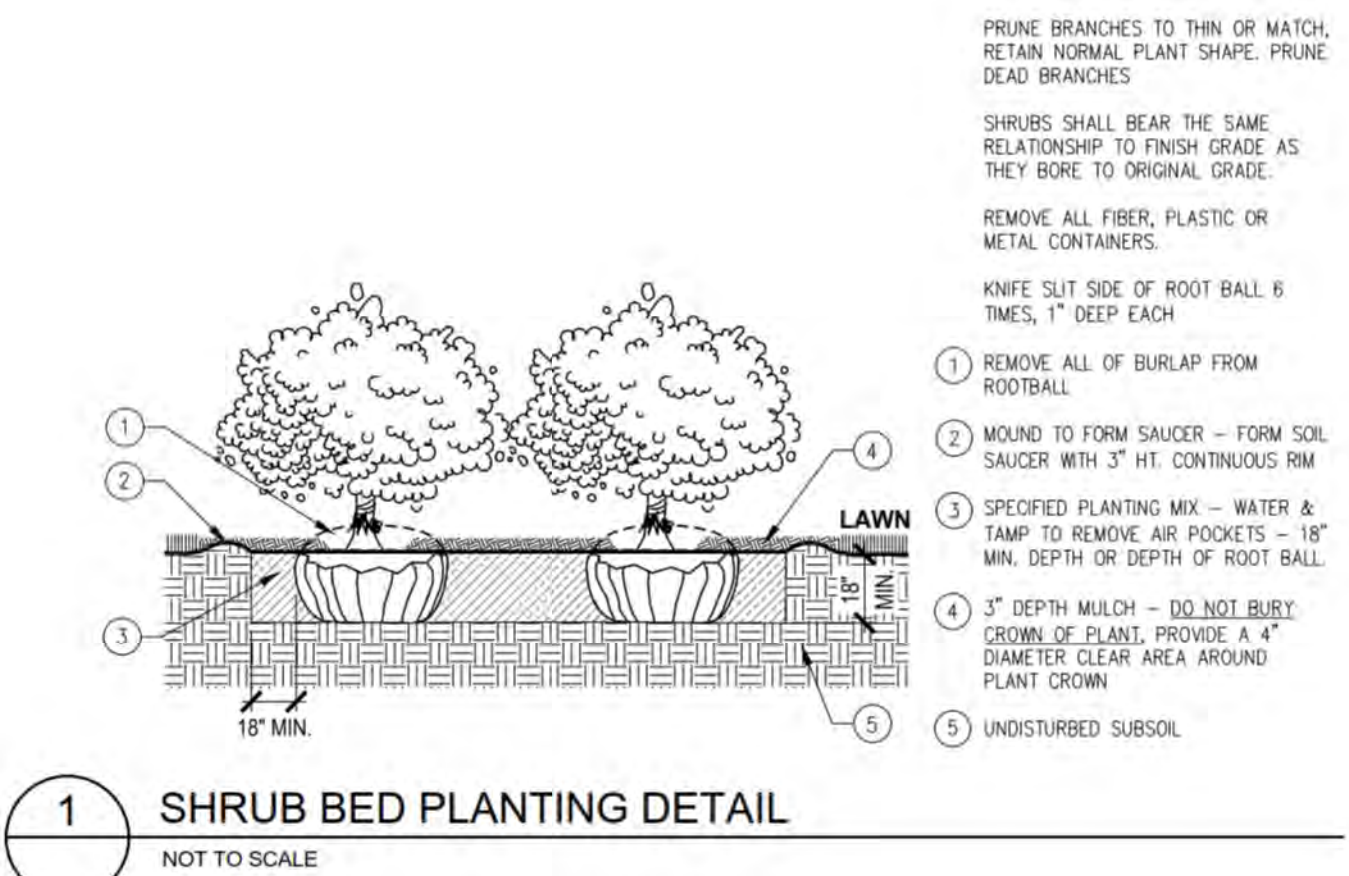 PRUNE BRANCHES TO THIN OR MATCH,
RETAIN NORMAL PLANT SHAPE. PRUNE
DEAD BRANCHES
SHRUBS SHALL BEAR THE SAME
RELATIONSHIP TO FINISH GRADE AS
THEY BORE TO ORIGINAL GRADE.
REMOVE ALL FIBER, PLASTIC OR
METAL CONTAINERS.
KNIFE SLIT SIDE OF ROOT BALL 6
TIMES, 1" DEEP EACH
1 REMOVE ALL OF BURLAP FROM
ROOTBALL
2 MOUND TO FORM SAUCER – FORM SOIL
SAUCER WITH 3" HT. CONTINUOUS RIM
3 SPECIFIED PLANTING MIX – WATER &
TAMP TO REMOVE AIR POCKETS – 18"
MIN. DEPTH OR DEPTH OF ROOT BALL.
4 3" DEPTH MULCH – DO NOT BURY
CROWN OF PLANT. PROVIDE A 4"
DIAMETER CLEAR AREA AROUND
PLANT CROWN
5 UNDISTURBED SUBSOIL
1
2
3
4
5
LAWN
18"
MIN.
18" MIN.
1 SHRUB BED PLANTING DETAIL
NOT TO SCALE